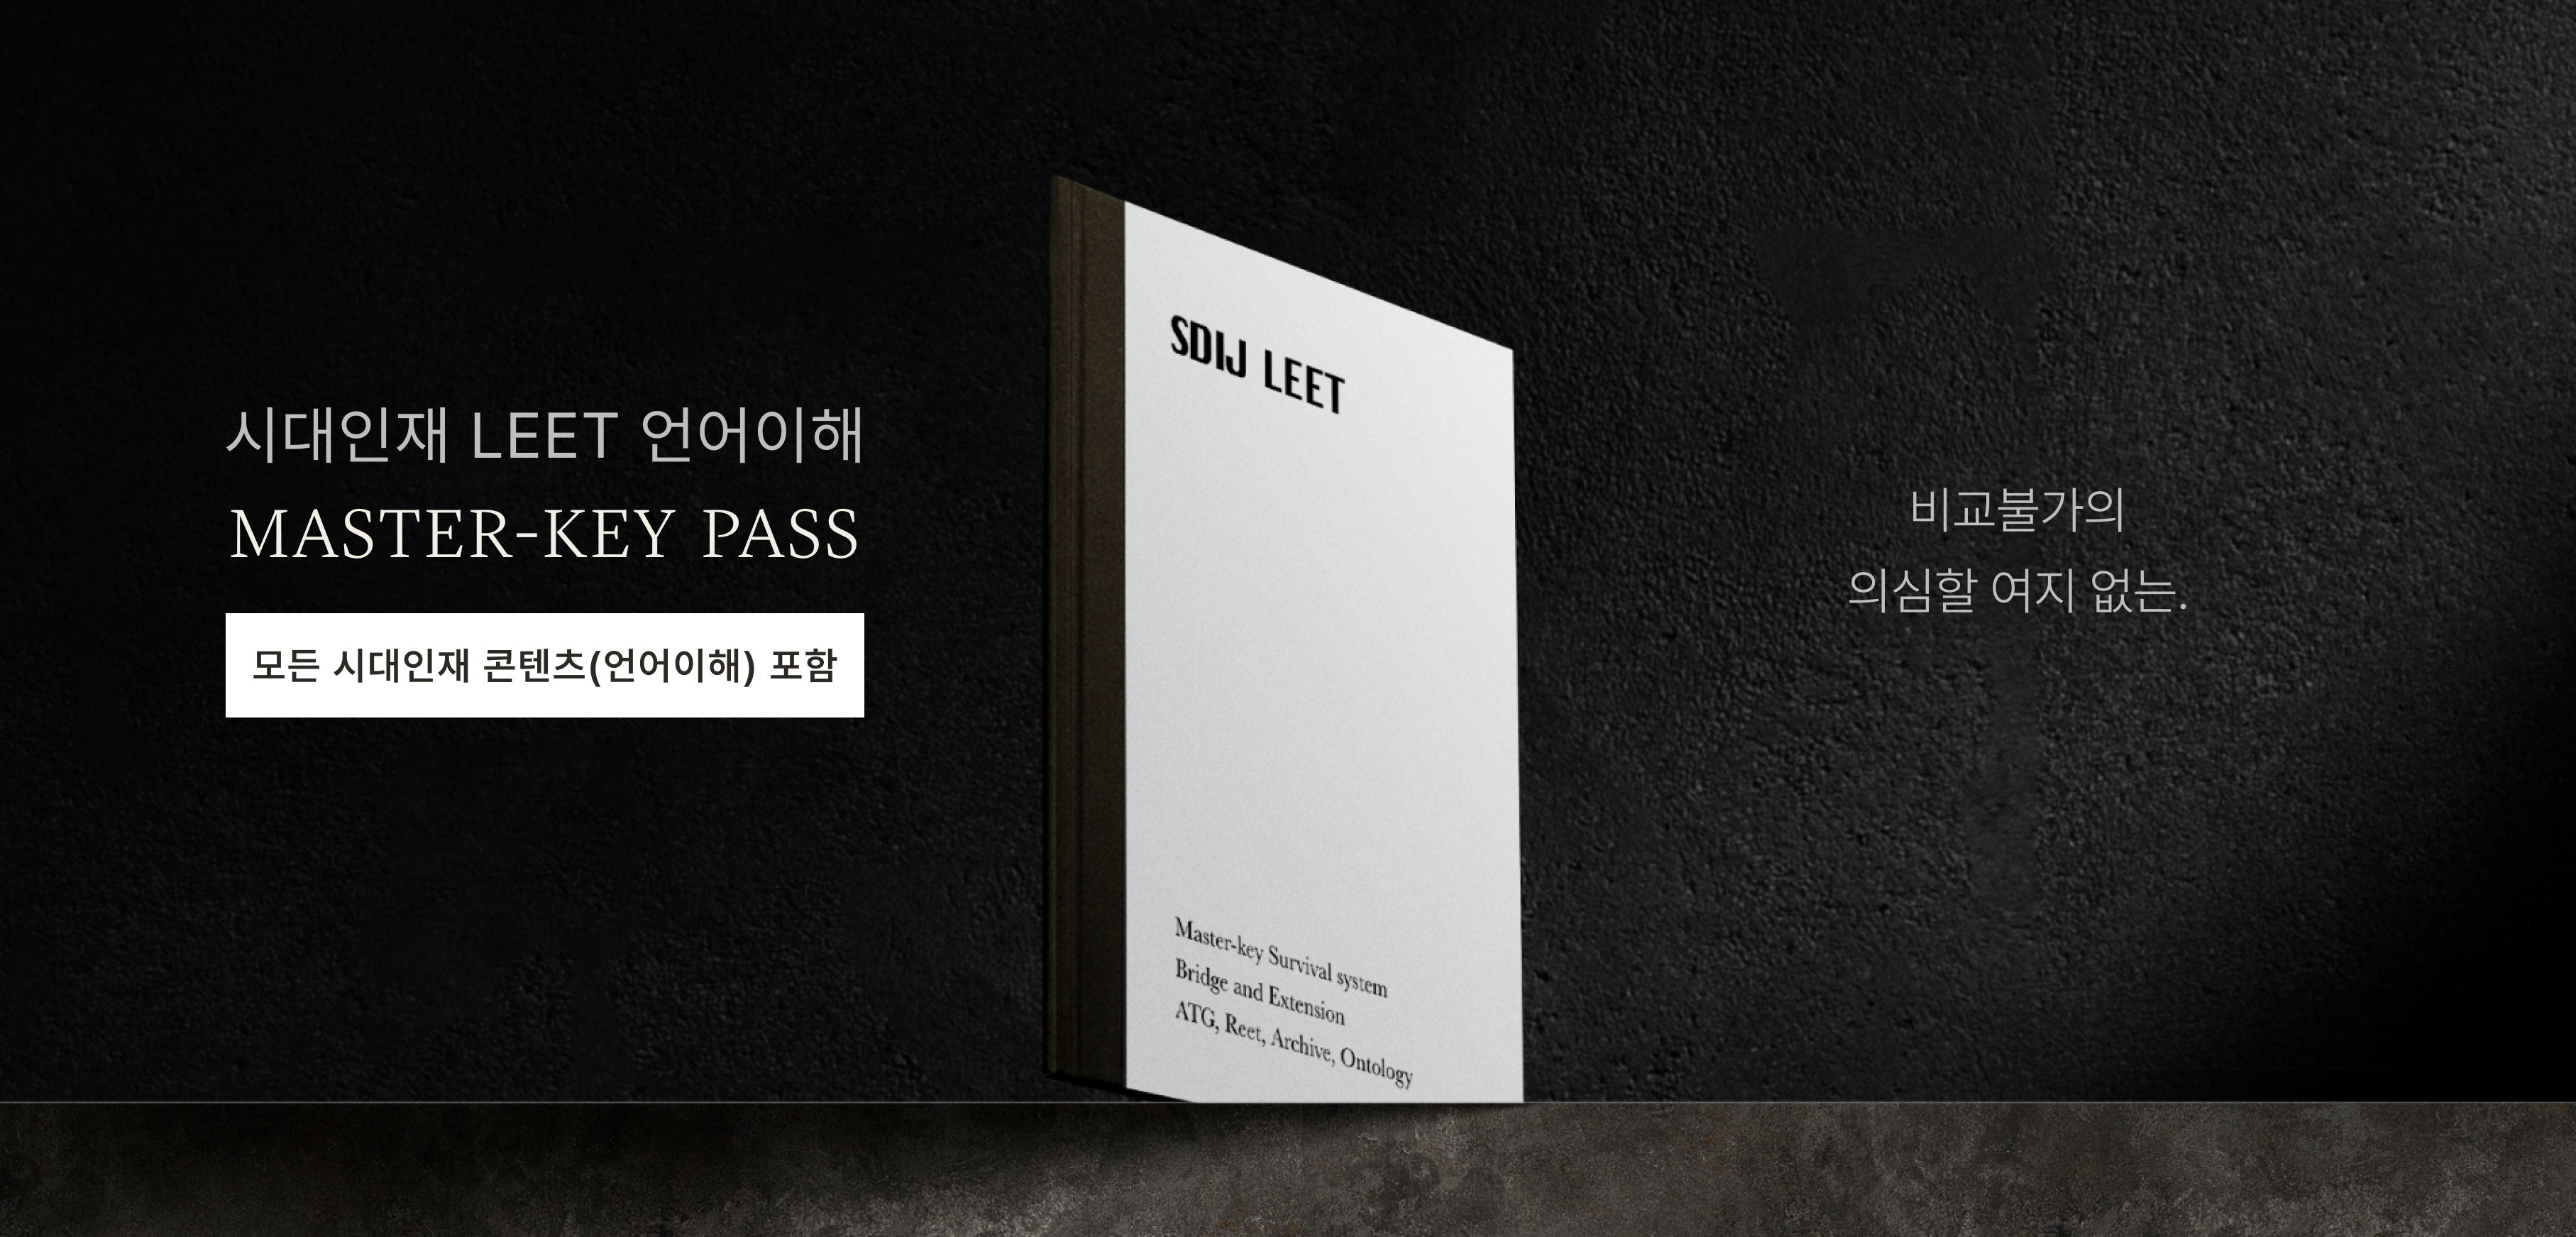 시대인재 LEET 언어이해
MASTER-KEY PASS
모든 시대인재 콘텐츠(언어이해) 포함
SDIJ LEET
Master-key Survival system
Bridge and Extension
ATG, Reet, Archive, Ontology
비교불가의
의심할 여지 없는.